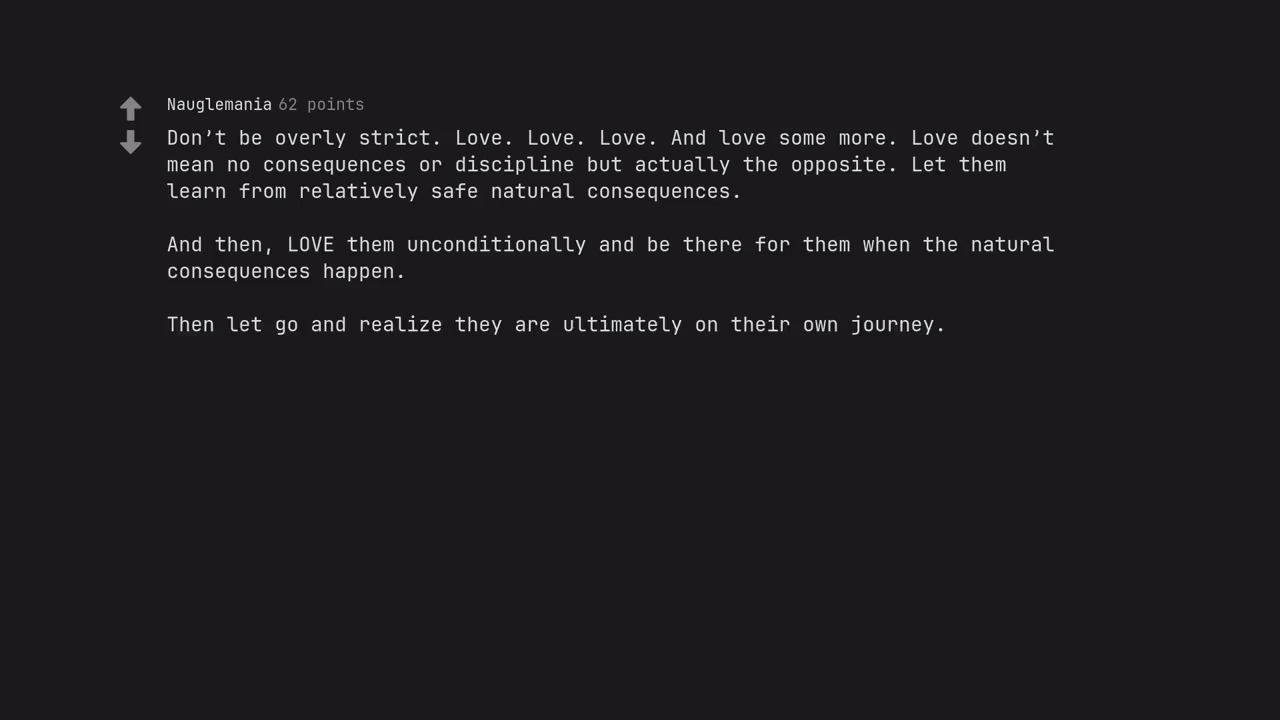 Nauglemania 62 points
Don’t be overly strict. Love. Love. Love. And love some more. Love doesn’t
mean no consequences or discipline but actually the opposite. Let them
learn from relatively safe natural consequences.
And then, LOVE them unconditionally and be there for them when the natural
consequences happen.
Then let go and realize they are ultimately on their own journey.